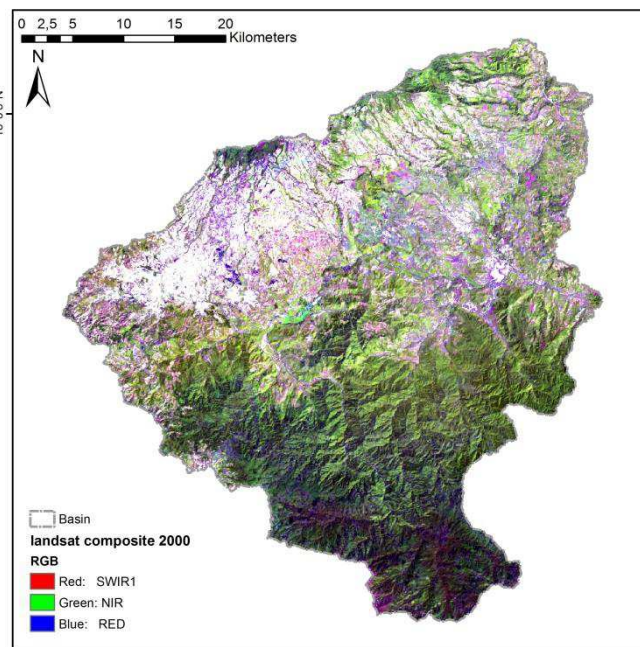 0 2,5 5 10 15 20
Kilometers
N
Basin
landsat composite 2000
RGB
Red: SWIR1
Green: NIR
Blue: RED